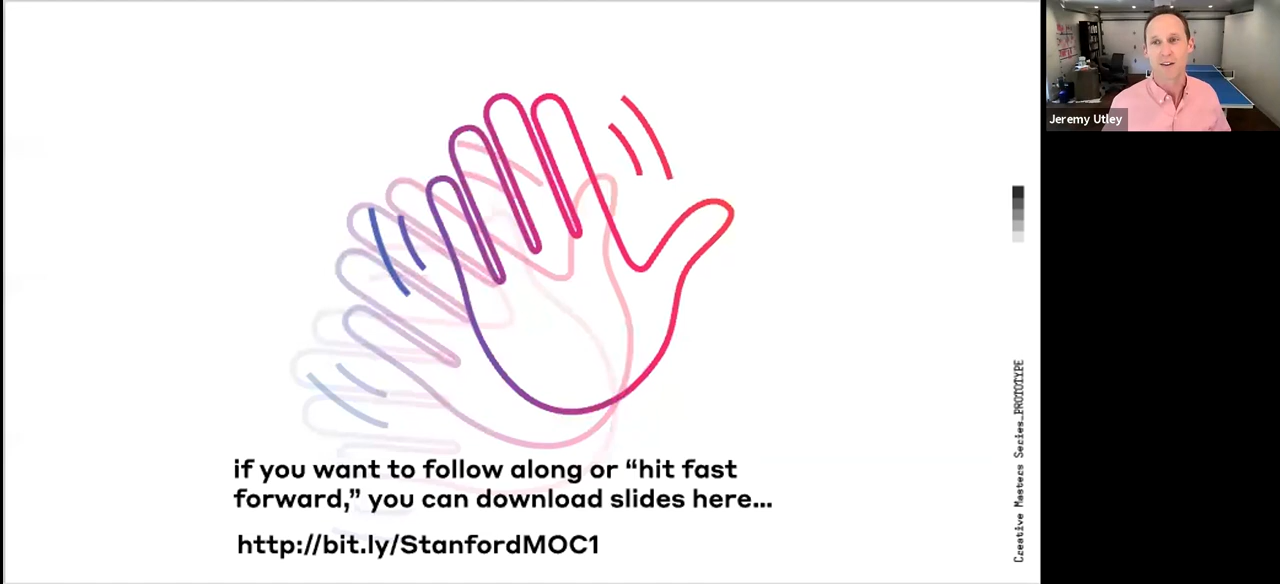 if you want to follow along or “hit fast
forward,” you can download slides here...
http://bit.ly/StanfordMOC1
Creative Masters Series_PROTOTYPE
Jeremy Utley